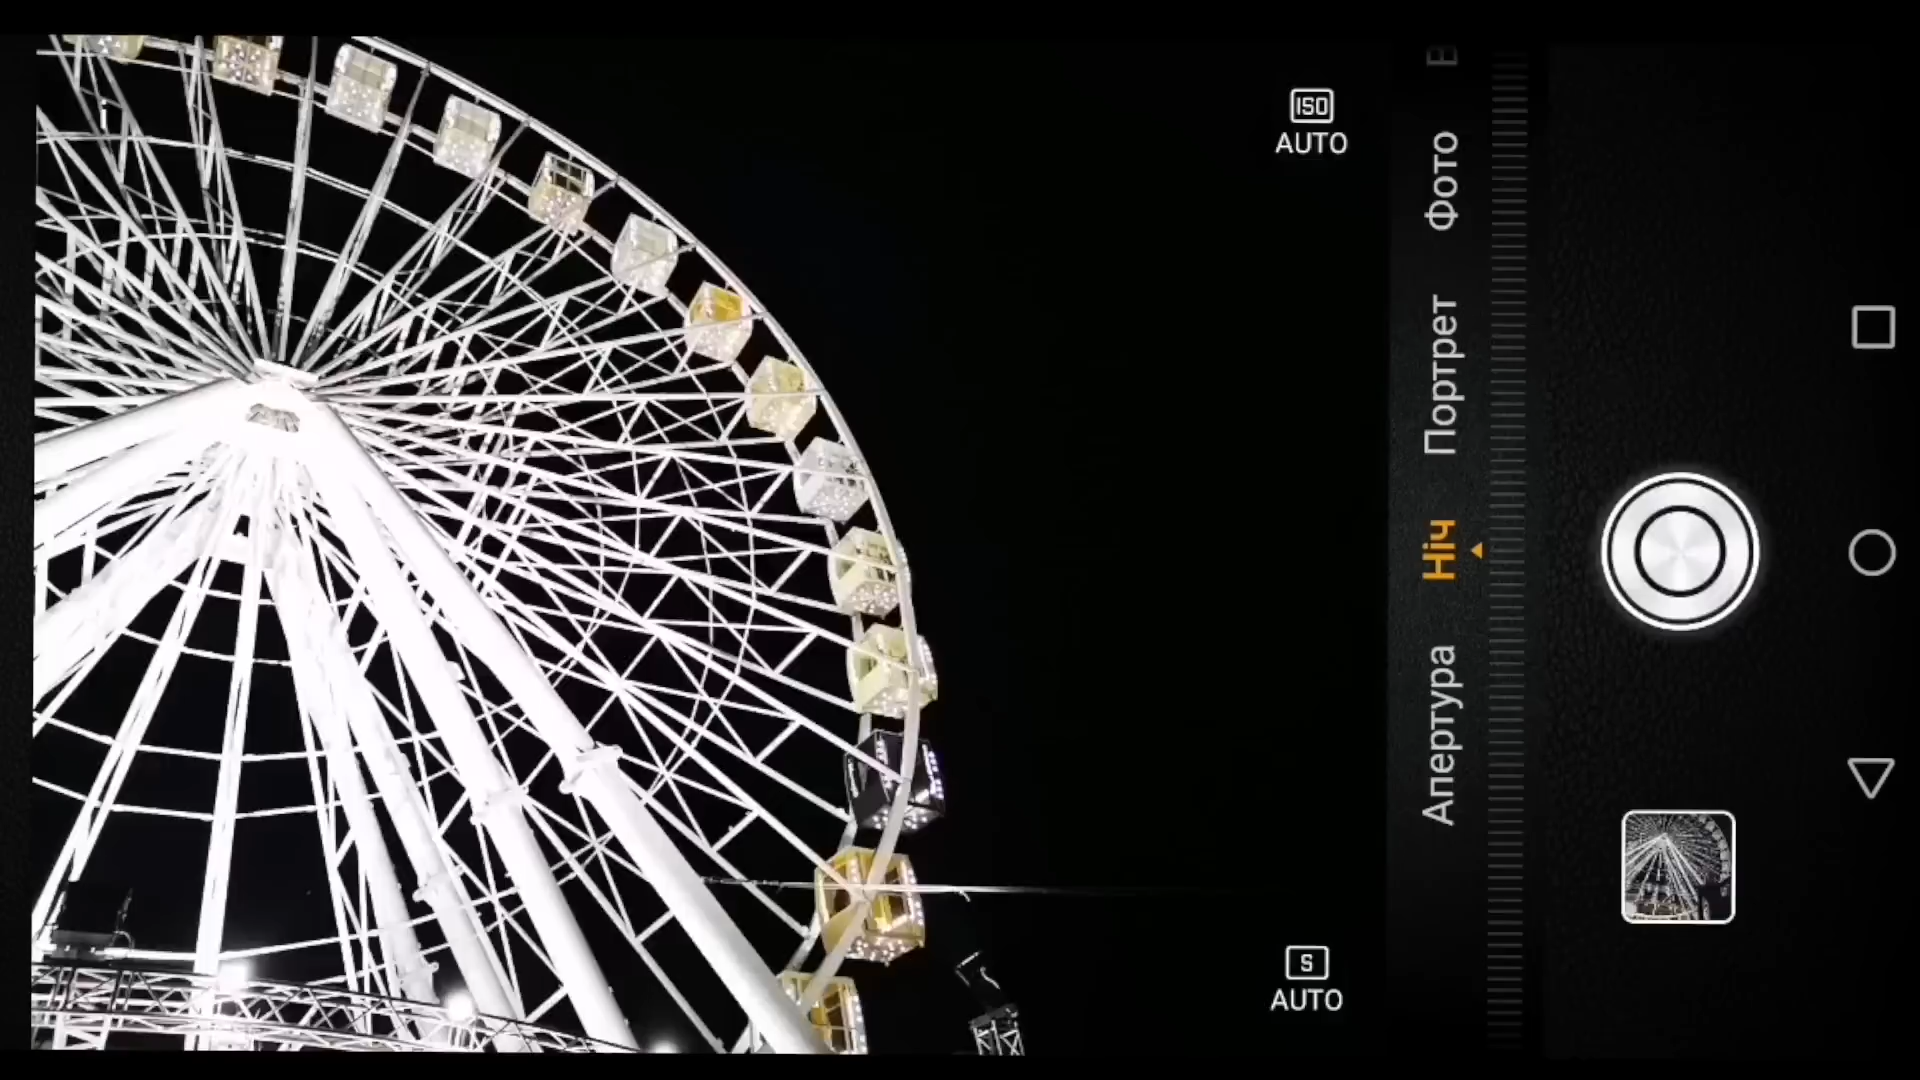 ISO
AUTO
В
Фото
Портрет
Ніч
Апертура
S
AUTO